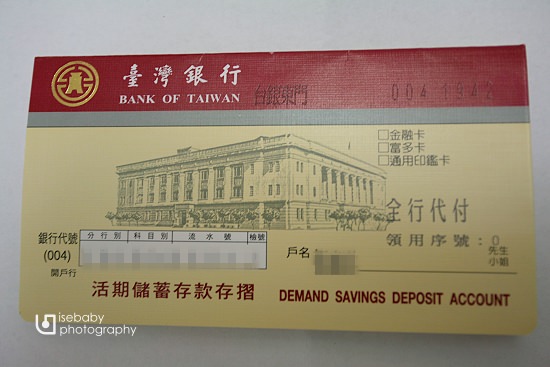 臺灣銀行
BANK OF TAIWAN
台銀東門
004
□金融卡
□富多卡
□通用印鑑卡
全行代付
領用序號：0
銀行代號
(004)
開戶行
分行別 科目別 流水號 檢號
戶名
先生
小姐
活期儲蓄存款存摺
DEMAND SAVINGS DEPOSIT ACCOUNT
isebaby
photography